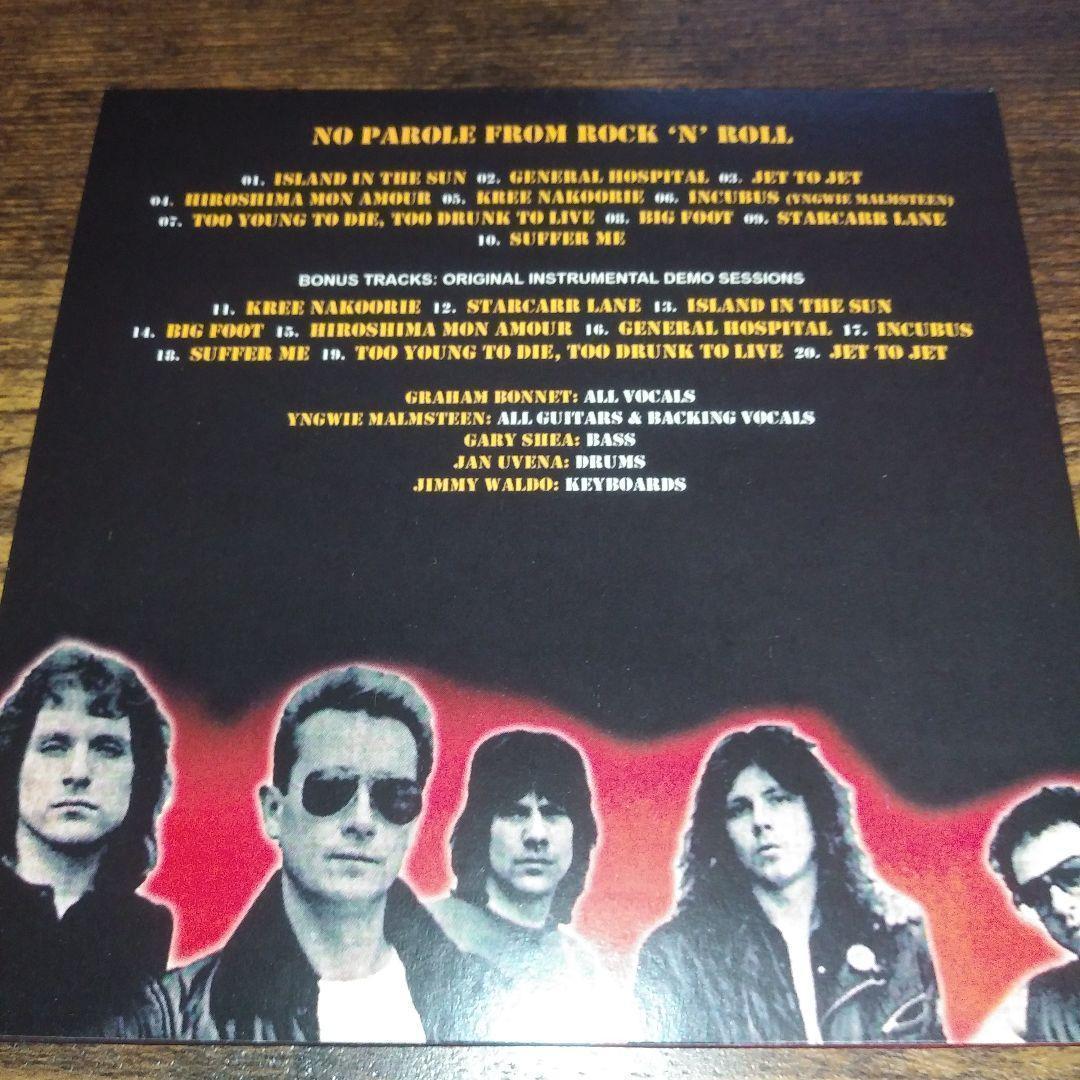 NO PAROLE FROM ROCK ‘N’ ROLL
01. ISLAND IN THE SUN 02. GENERAL HOSPITAL 03. JET TO JET
04. HIROSHIMA MON AMOUR 05. KREE NAKOORIE 06. INCUBUS (YNGWIE MALMSTEEN)
07. TOO YOUNG TO DIE, TOO DRUNK TO LIVE 08. BIG FOOT 09. STARCARR LANE
10. SUFFER ME
BONUS TRACKS: ORIGINAL INSTRUMENTAL DEMO SESSIONS
11. KREE NAKOORIE 12. STARCARR LANE 13. ISLAND IN THE SUN
14. BIG FOOT 15. HIROSHIMA MON AMOUR 16. GENERAL HOSPITAL 17. INCUBUS
18. SUFFER ME 19. TOO YOUNG TO DIE, TOO DRUNK TO LIVE 20. JET TO JET
GRAHAM BONNET: ALL VOCALS
YNGWIE MALMSTEEN: ALL GUITARS & BACKING VOCALS
GARY SHEA: BASS
JAN UVENA: DRUMS
JIMMY WALDO: KEYBOARDS